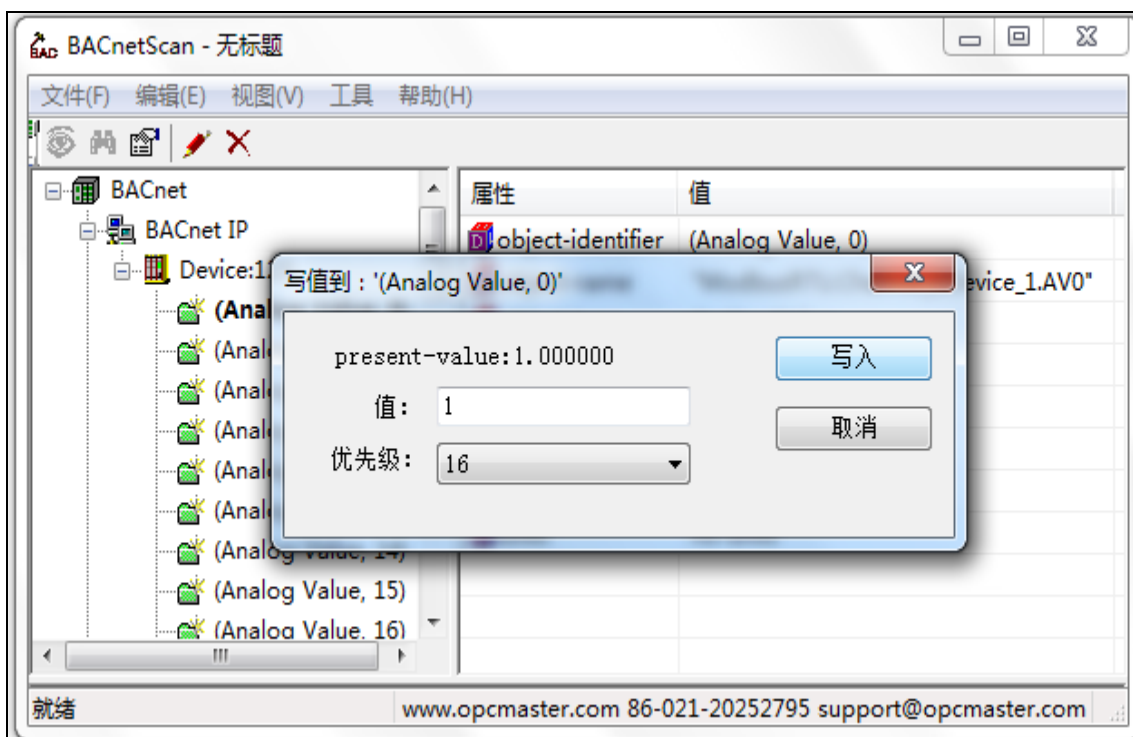 BACnetScan - 无标题
文件(F) 编辑(E) 视图(V) 工具 帮助(H)
BACnet
BACnet IP
Device:1
(Anal
(Anal
(Anal
(Anal
(Anal
(Anal
(Analog Value, 14)
(Analog Value, 15)
(Analog Value, 16)
属性 值
object-identifier (Analog Value, 0)
evice_1.AV0"
写值到 : '(Analog Value, 0)'
present-value:1.000000
值: 1
优先级: 16
写入
取消
就绪 www.opcmaster.com 86-021-20252795 support@opcmaster.com